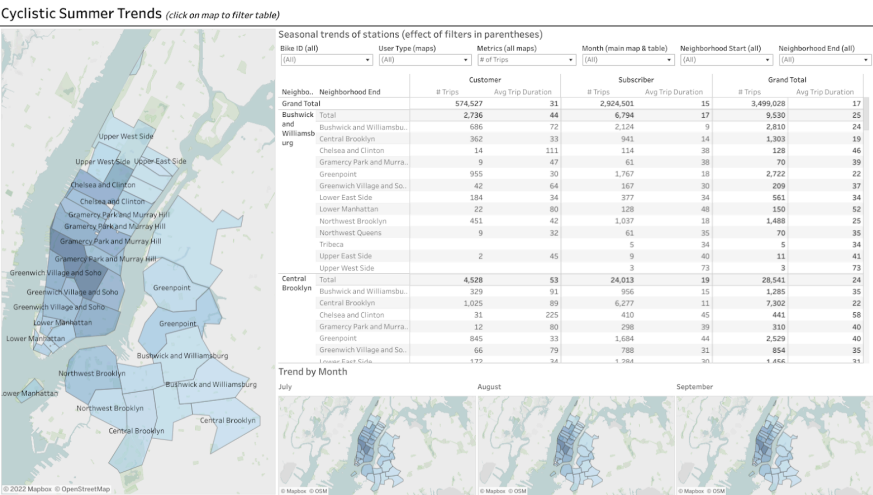 Cyclistic Summer Trends (click on map to filter table)
Seasonal trends of stations (effect of filters in parentheses)
Bike ID (all) User Type (maps) Metrics (all maps) Month (main map & table) Neighborhood Start (all) Neighborhood End (all)
(All) (All) # of Trips (All) (All) (All)
Customer Subscriber Grand Total
Neighbo.. Neighborhood End # Trips Avg Trip Duration # Trips Avg Trip Duration # Trips Avg Trip Duration
Grand Total 574,527 31 2,924,501 15 3,499,028 17
Bushwick and Williamsb urg Total 2,736 44 6,794 17 9,530 25
Bushwick and Williamsbu.. 686 72 2,124 9 2,810 24
Central Brooklyn 362 33 941 14 1,303 19
Chelsea and Clinton 14 111 114 38 128 46
Gramercy Park and Murra.. 9 47 61 38 70 39
Greenpoint 955 30 1,767 18 2,722 22
Greenwich Village and So.. 42 64 167 30 209 37
Lower East Side 184 34 377 34 561 34
Lower Manhattan 22 80 128 48 150 52
Northwest Brooklyn 451 42 1,037 18 1,488 25
Northwest Queens 9 32 61 35 70 35
Tribeca 5 34 5 34
Upper East Side 2 45 9 40 11 41
Upper West Side 3 73 3 73
Central Brooklyn Total 4,528 53 24,013 19 28,541 24
Bushwick and Williamsbu.. 329 91 956 15 1,285 35
Central Brooklyn 1,025 89 6,277 11 7,302 22
Chelsea and Clinton 31 225 410 45 441 58
Gramercy Park and Murra.. 12 80 298 39 310 40
Greenpoint 845 33 1,684 44 2,529 40
Greenwich Village and So.. 66 79 788 31 854 35
Lower East Side 172 34 1,284 30 1,456 31
Upper West Side
Upper West Side Upper East Side
Chelsea and Clinton
Chelsea and Clinton
Gramercy Park and Murray Hill
Gramercy Park and Murray Hill
Gramercy Park and Murray Hill
Gramercy Park and Murray Hill
Greenwich Village and Soho
Greenpoint
Greenwich Village and Soho
Greenwich Village and Soho
Lower Manhattan
Greenpoint
Lower Manhattan
Bushwick and Williamsburg
Northwest Brooklyn
Bushwick and Williamsburg
ower Manhattan
Northwest Brooklyn
Central Brooklyn
Central Brooklyn
© 2022 Mapbox © OpenStreetMap
Trend by Month
July August September
© Mapbox © OSM © Mapbox © OSM © Mapbox © OSM